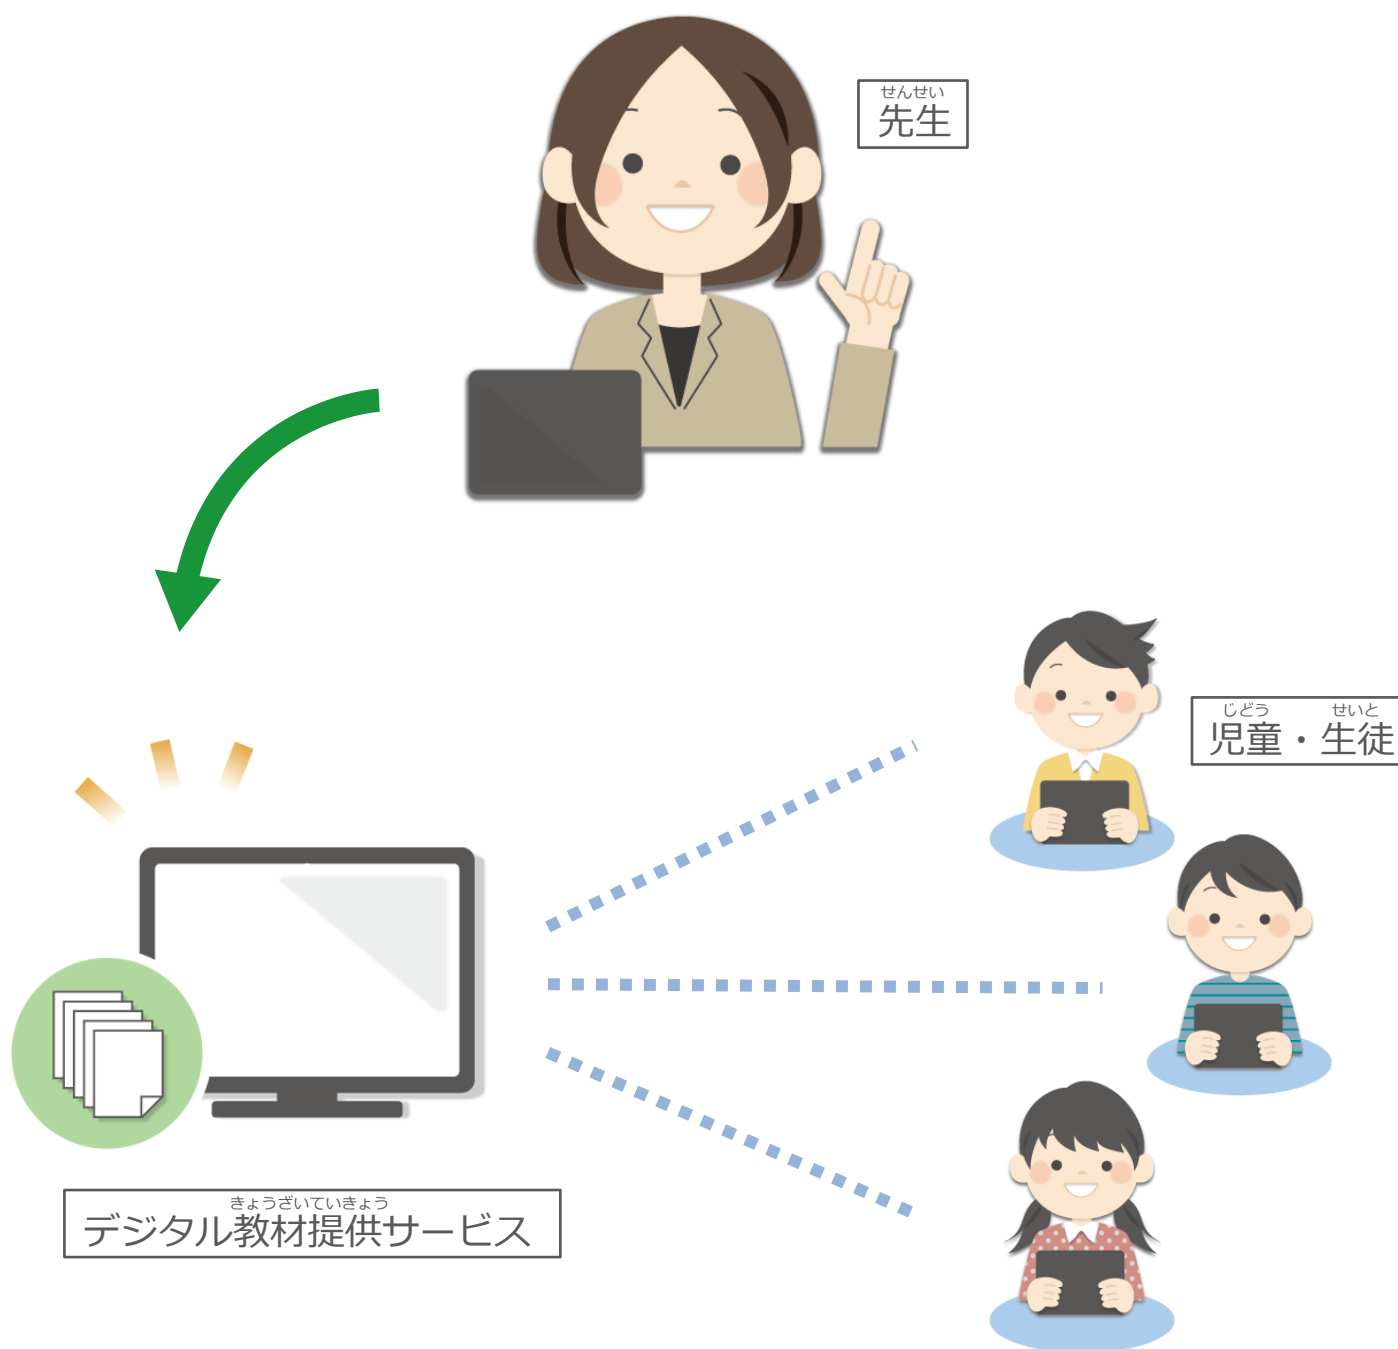 せんせい
先生
じどう せいと
児童・生徒
きょうざいていきょう
デジタル教材提供サービス